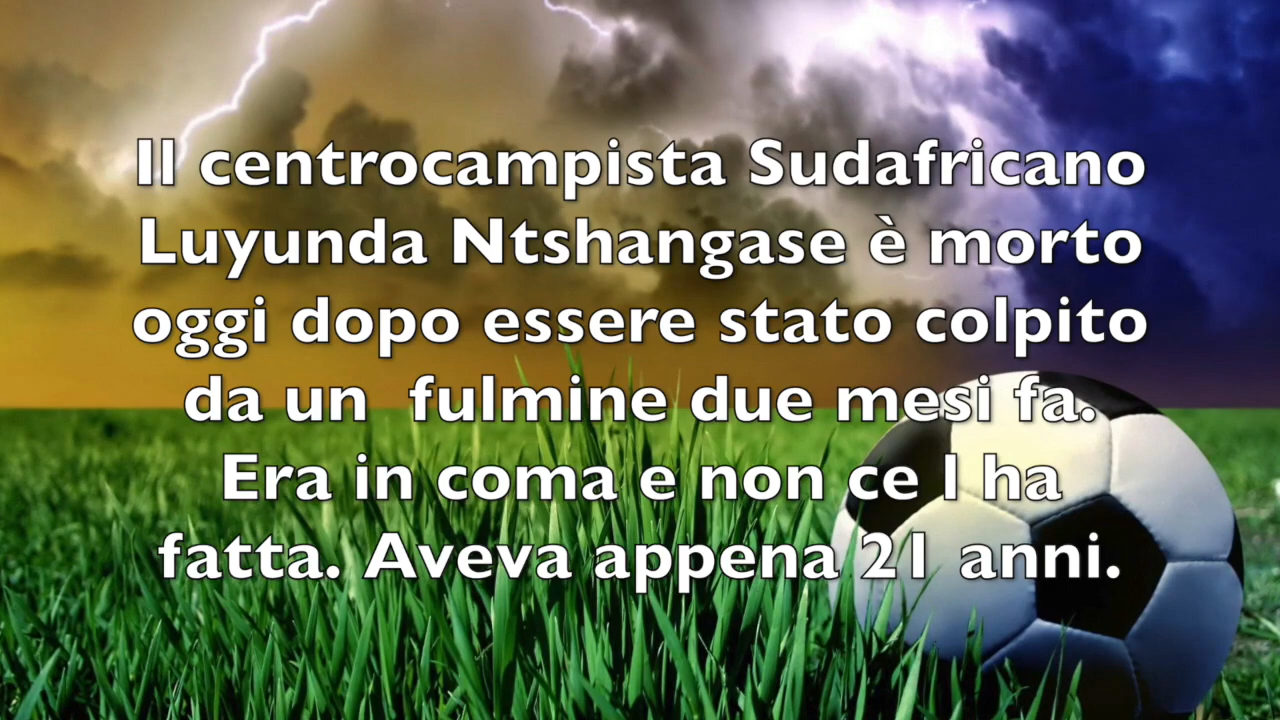 Il centrocampista Sudafricano
Luyunda Ntshangase è morto
oggi dopo essere stato colpito
da un  fulmine due mesi fa.
Era in coma e non ce l ha
fatta. Aveva appena 21 anni.